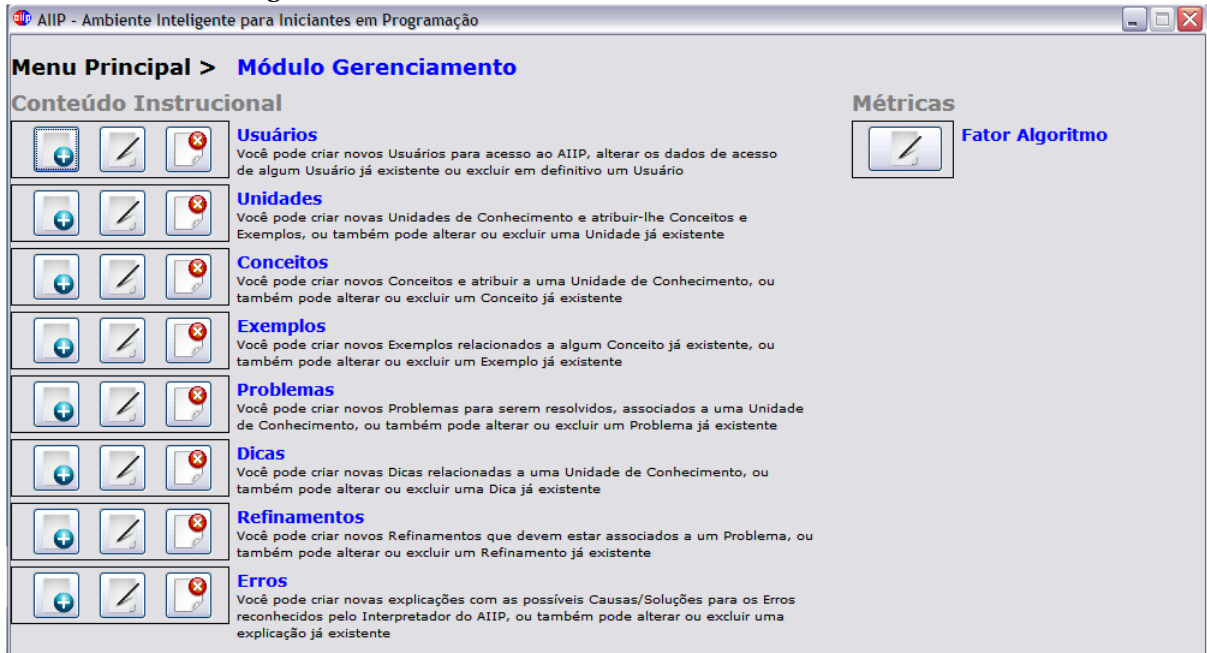 AIIP - Ambiente Inteligente para Iniciantes em Programação
Menu Principal > Módulo Gerenciamento
Conteúdo Instrucional
Usuários
Você pode criar novos Usuários para acesso ao AIIP, alterar os dados de acesso
de algum Usuário já existente ou excluir em definitivo um Usuário
Unidades
Você pode criar novas Unidades de Conhecimento e atribuir-lhe Conceitos e
Exemplos, ou também pode alterar ou excluir uma Unidade já existente
Conceitos
Você pode criar novos Conceitos e atribuir a uma Unidade de Conhecimento, ou
também pode alterar ou excluir um Conceito já existente
Exemplos
Você pode criar novos Exemplos relacionados a algum Conceito já existente, ou
também pode alterar ou excluir um Exemplo já existente
Problemas
Você pode criar novos Problemas para serem resolvidos, associados a uma Unidade
de Conhecimento, ou também pode alterar ou excluir um Problema já existente
Dicas
Você pode criar novas Dicas relacionadas a uma Unidade de Conhecimento, ou
também pode alterar ou excluir uma Dica já existente
Refinamentos
Você pode criar novos Refinamentos que devem estar associados a um Problema, ou
também pode alterar ou excluir um Refinamento já existente
Erros
Você pode criar novas explicações com as possíveis Causas/Soluções para os Erros
reconhecidos pelo Interpretador do AIIP, ou também pode alterar ou excluir uma
explicação já existente
Métricas
Fator Algoritmo